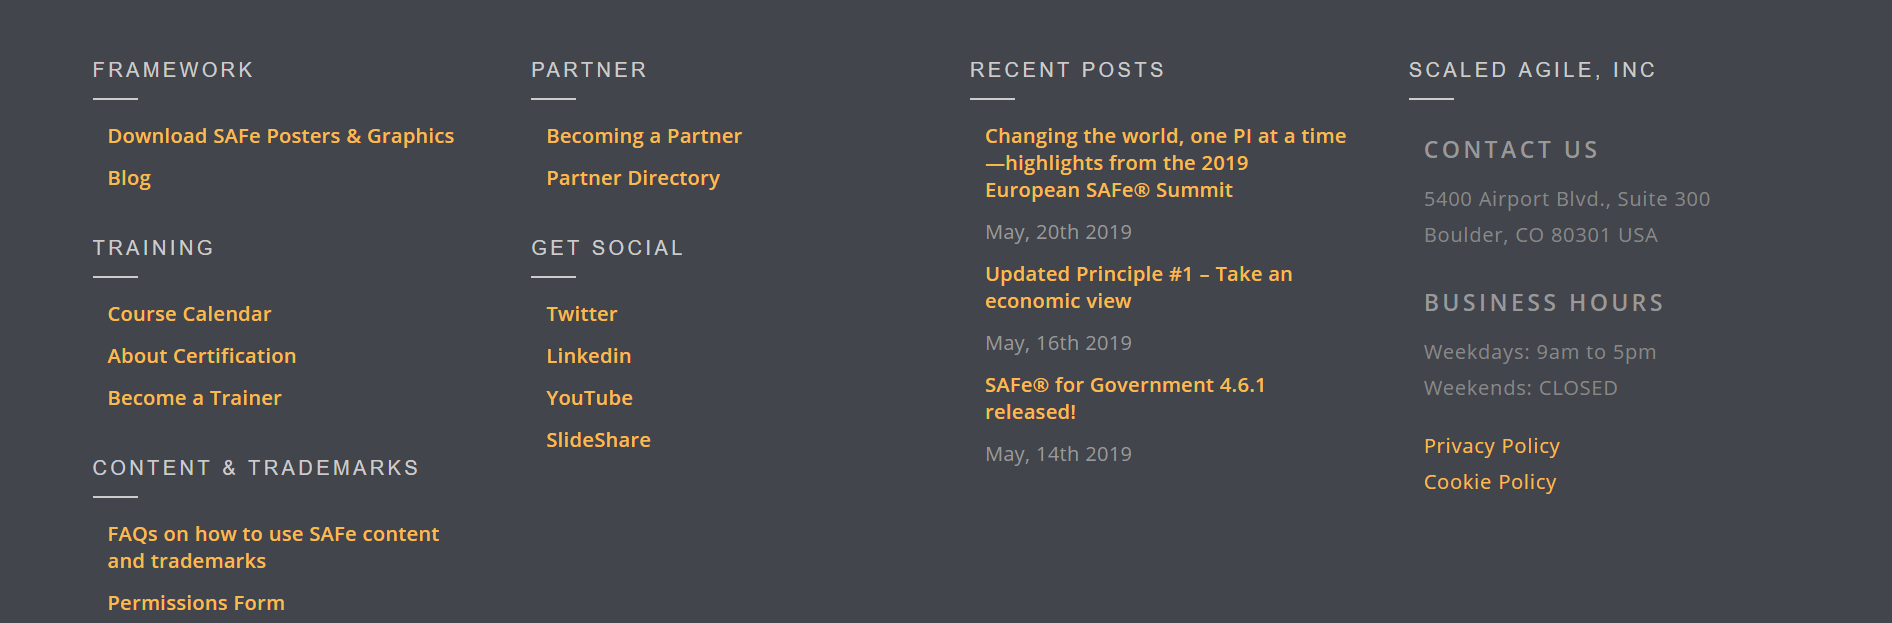 FRAMEWORK
Download SAFe Posters & Graphics
Blog
TRAINING
Course Calendar
About Certification
Become a Trainer
CONTENT & TRADEMARKS
FAQs on how to use SAFe content
and trademarks
Permissions Form
PARTNER
Becoming a Partner
Partner Directory
GET SOCIAL
Twitter
Linkedin
YouTube
SlideShare
RECENT POSTS
Changing the world, one PI at a time
—highlights from the 2019
European SAFe® Summit
May, 20th 2019
Updated Principle #1 – Take an
economic view
May, 16th 2019
SAFe® for Government 4.6.1
released!
May, 14th 2019
SCALED AGILE, INC
CONTACT US
5400 Airport Blvd., Suite 300
Boulder, CO 80301 USA
BUSINESS HOURS
Weekdays: 9am to 5pm
Weekends: CLOSED
Privacy Policy
Cookie Policy